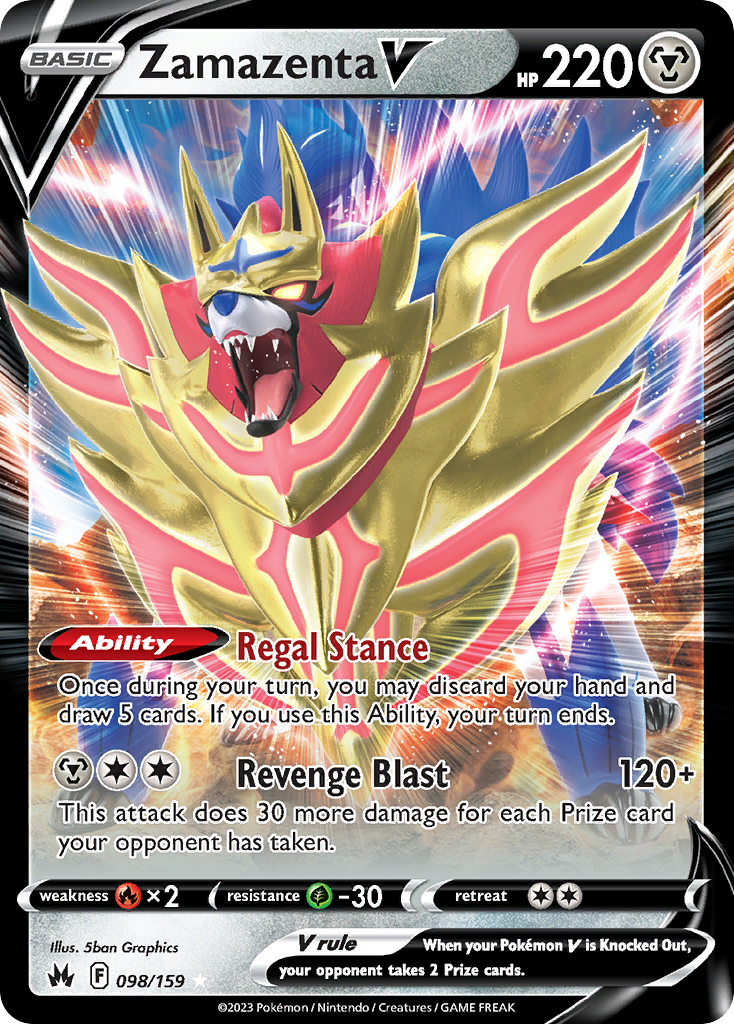 BASIC Zamazenta V HP 220
Ability Regal Stance
Once during your turn, you may discard your hand and
draw 5 cards. If you use this Ability, your turn ends.
Revenge Blast 120+
This attack does 30 more damage for each Prize card
your opponent has taken.
weakness ×2 resistance -30 retreat
Illus. 5ban Graphics
V rule When your Pokémon V is Knocked Out,
your opponent takes 2 Prize cards.
F 098/159
©2023 Pokémon / Nintendo / Creatures / GAME FREAK